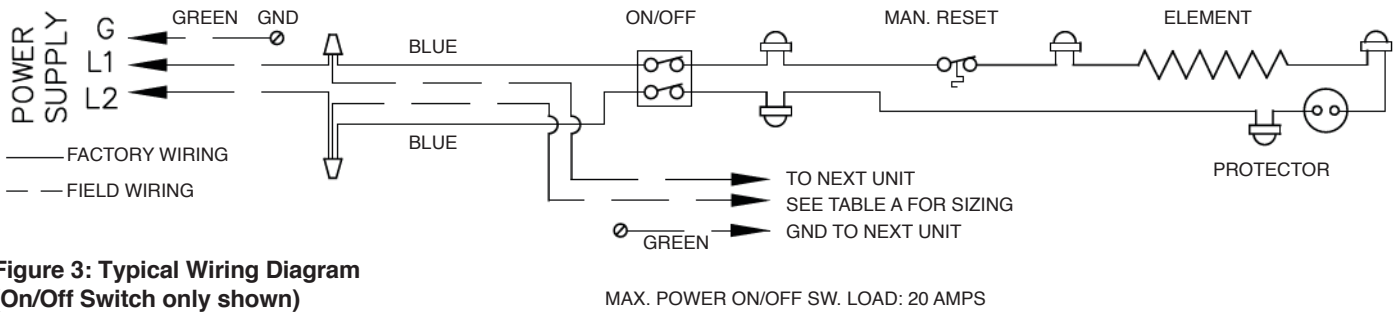 POWER
SUPPLY
G
GREEN
GND
L1
L2
BLUE
BLUE
ON/OFF
MAN. RESET
ELEMENT
PROTECTOR
FACTORY WIRING
FIELD WIRING
TO NEXT UNIT
SEE TABLE A FOR SIZING
GREEN
GND TO NEXT UNIT
Figure 3: Typical Wiring Diagram
(On/Off Switch only shown)
MAX. POWER ON/OFF SW. LOAD: 20 AMPS